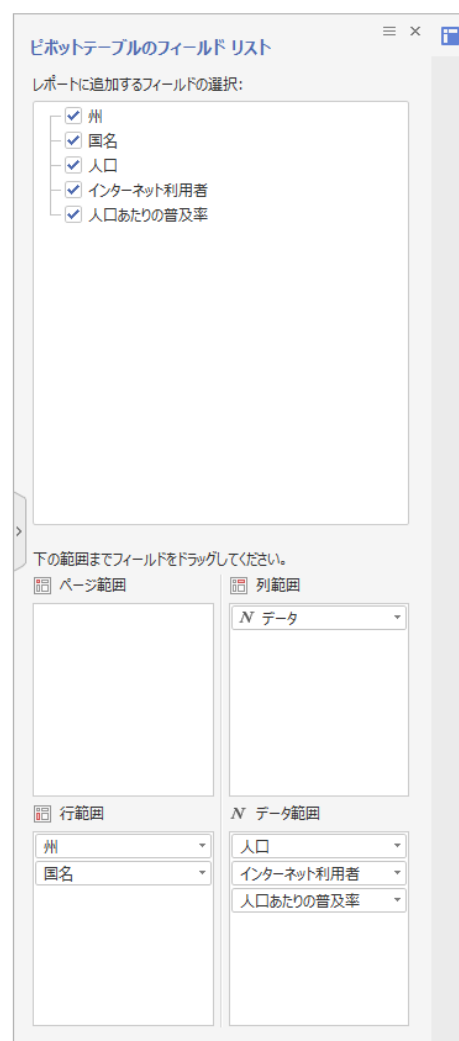 ピボットテーブルのフィールド リスト
レポートに追加するフィールドの選択:
州
国名
人口
インターネット利用者
人口あたりの普及率
下の範囲までフィールドをドラッグしてください。
ページ範囲
列範囲
N データ
行範囲
N データ範囲
州
国名
人口
インターネット利用者
人口あたりの普及率